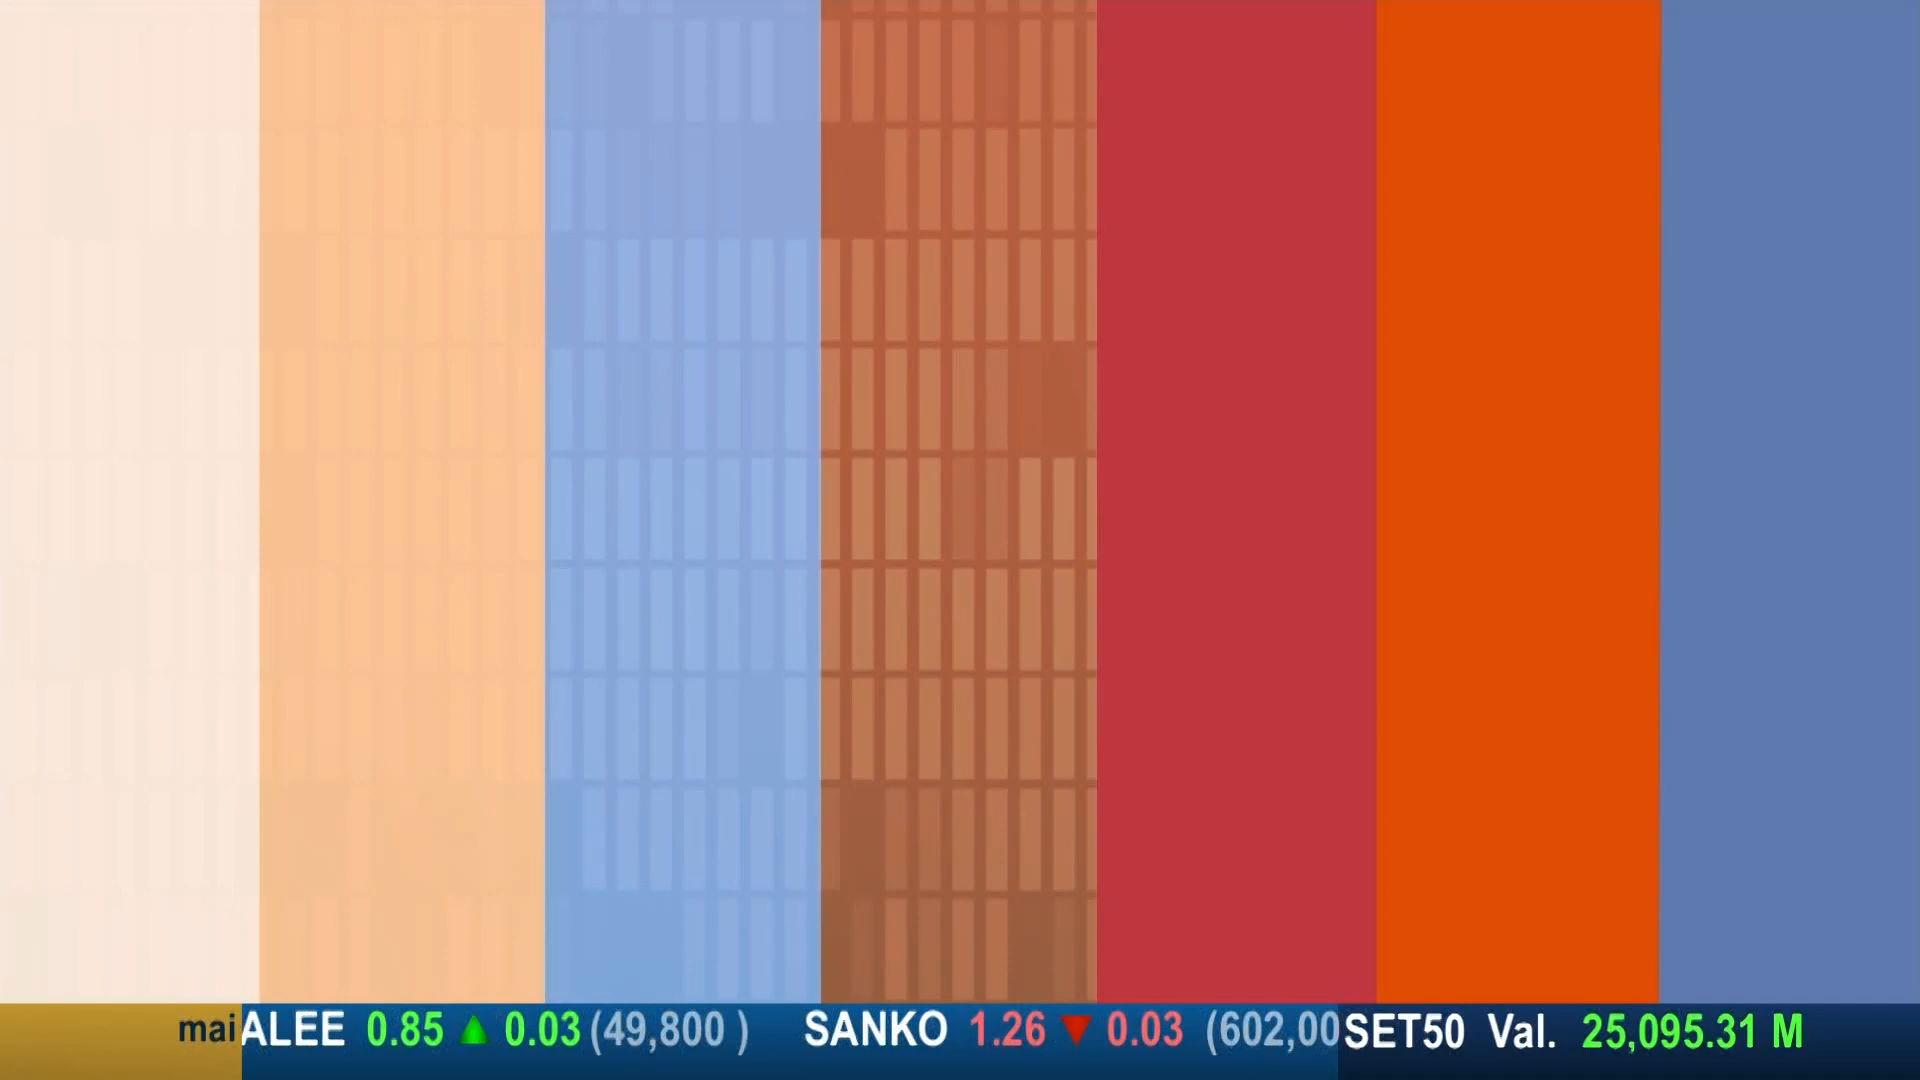 mai ALEE 0.85 ▲ 0.03 (49,800 ) SANKO 1.26 ▼ 0.03 (602,00 SET50 Val. 25,095.31 M